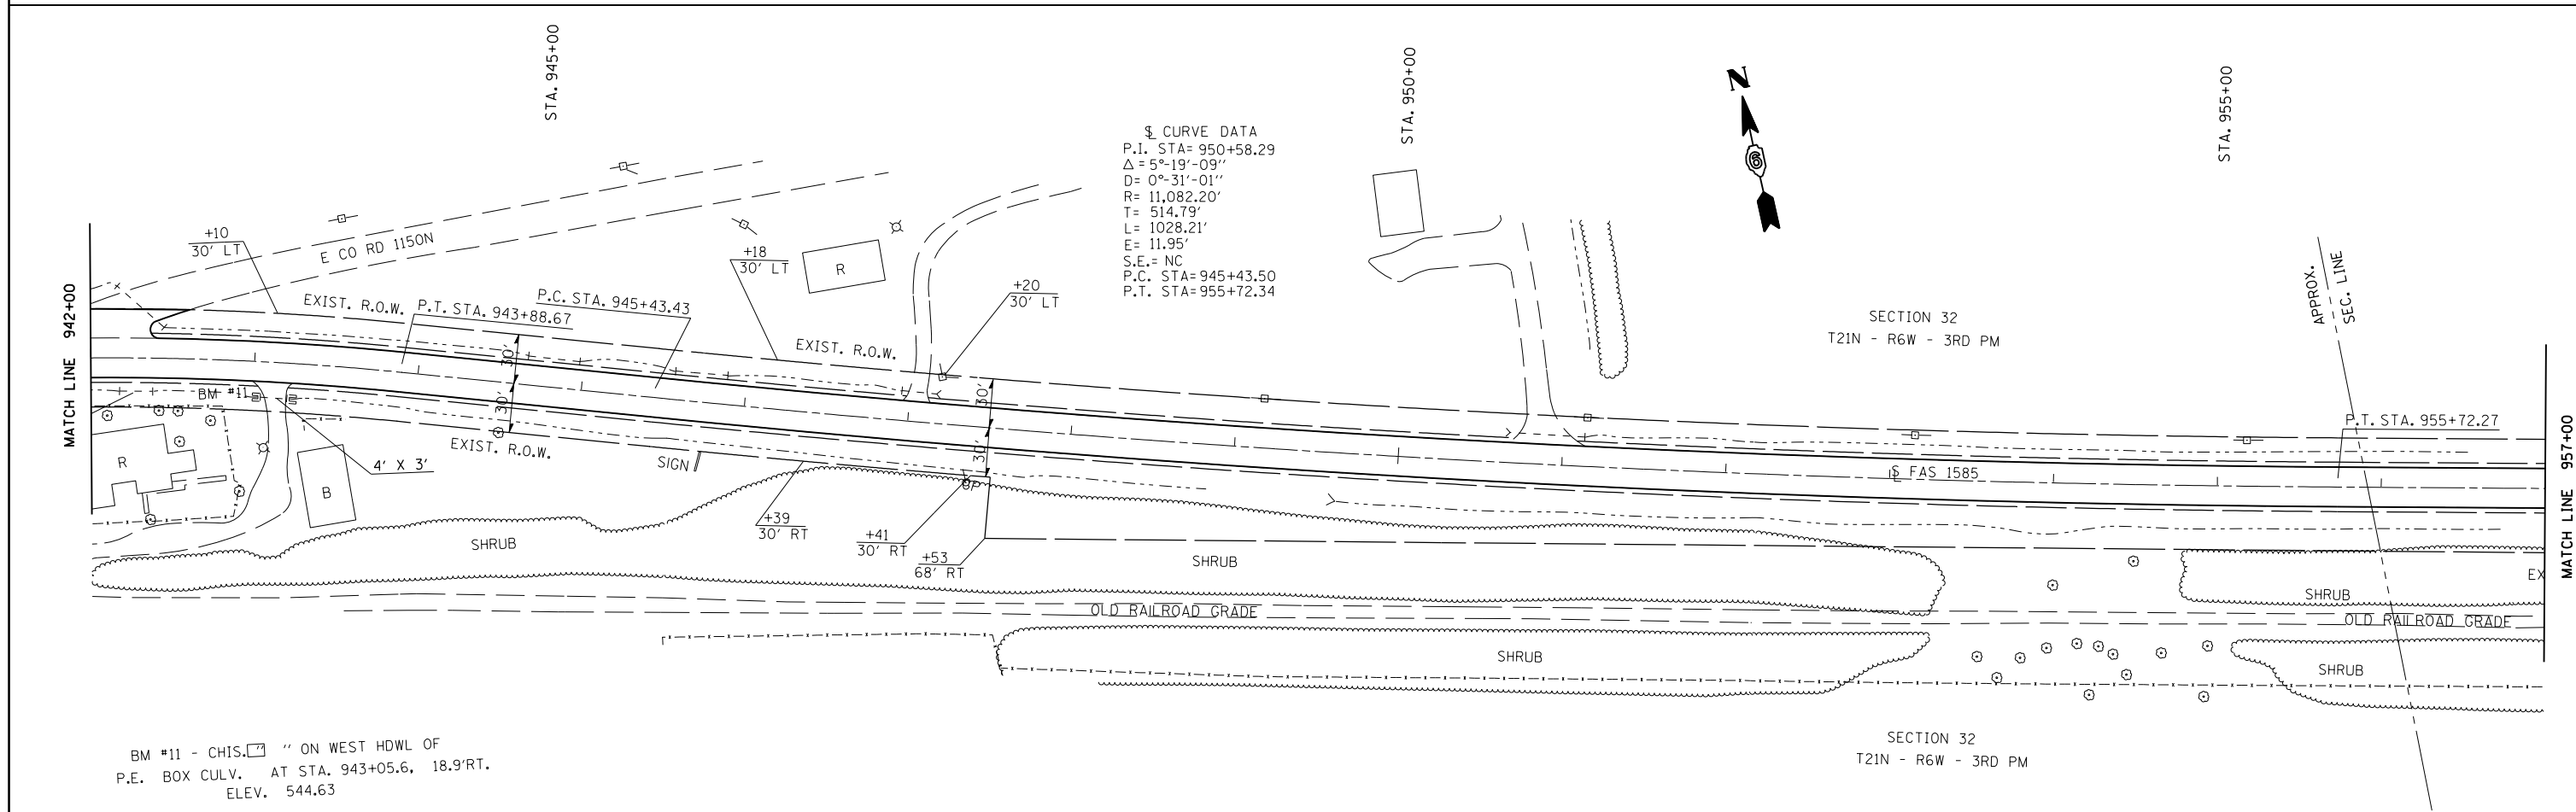 STA. 945+00
STA. 950+00
STA. 955+00
N
6
℄ CURVE DATA
P.I. STA= 950+58.29
Δ = 5°-19'-09''
D= 0°-31'-01''
R= 11,082.20'
T= 514.79'
L= 1028.21'
E= 11.95'
S.E.= NC
P.C. STA=945+43.50
P.T. STA=955+72.34
+10
30' LT
E CO RD 1150N
+18
30' LT
R
+20
30' LT
MATCH LINE 942+00
EXIST. R.O.W.
P.T. STA. 943+88.67
P.C. STA. 945+43.43
30'
30'
EXIST. R.O.W.
30'
30'
SECTION 32
T21N - R6W - 3RD PM
APPROX.
SEC. LINE
P.T. STA. 955+72.27
MATCH LINE 957+00
BM #11
R
B
4' X 3'
EXIST. R.O.W.
SIGN
℄ FAS 1585
+39
30' RT
+41
30' RT
+53
68' RT
SHRUB
SHRUB
EX
SHRUB
OLD RAILROAD GRADE
OLD RAILROAD GRADE
SHRUB
SHRUB
BM #11 - CHIS. '' '' ON WEST HDWL OF
P.E. BOX CULV. AT STA. 943+05.6, 18.9'RT.
ELEV. 544.63
SECTION 32
T21N - R6W - 3RD PM